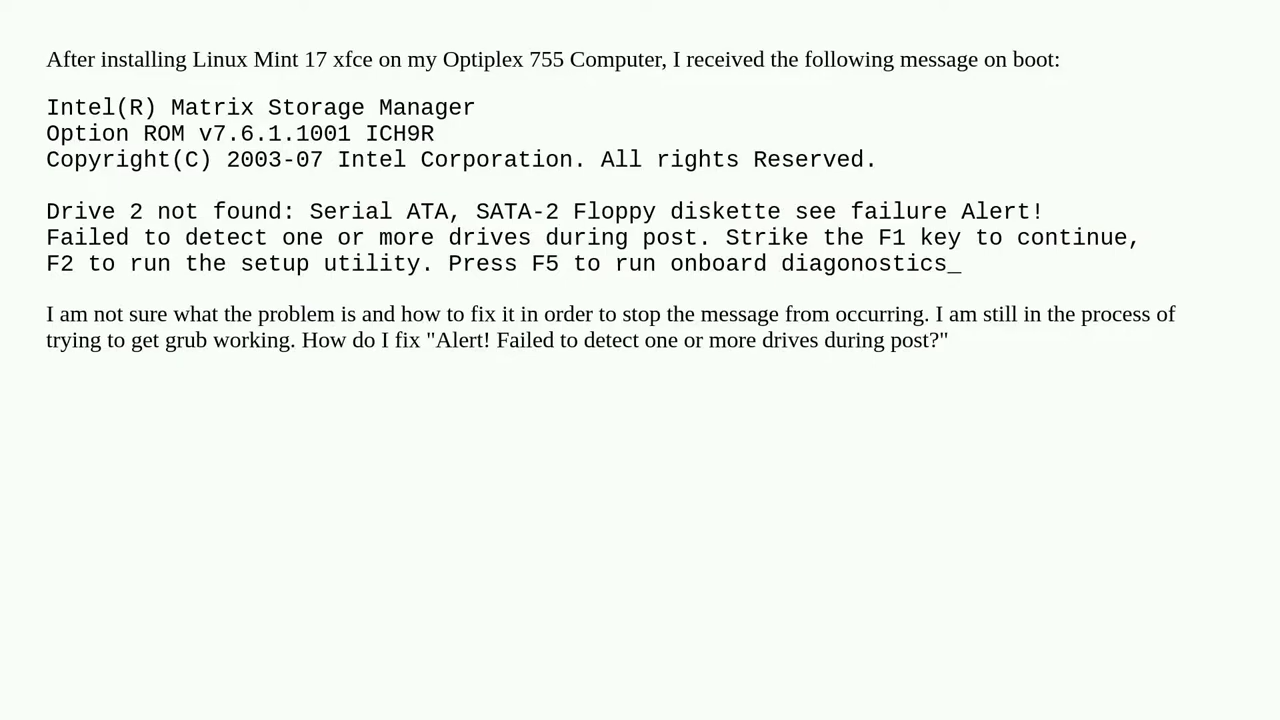 After installing Linux Mint 17 xfce on my Optiplex 755 Computer, I received the following message on boot:
Intel(R) Matrix Storage Manager
Option ROM v7.6.1.1001 ICH9R
Copyright(C) 2003-07 Intel Corporation. All rights Reserved.
Drive 2 not found: Serial ATA, SATA-2 Floppy diskette see failure Alert!
Failed to detect one or more drives during post. Strike the F1 key to continue,
F2 to run the setup utility. Press F5 to run onboard diagonostics_
I am not sure what the problem is and how to fix it in order to stop the message from occurring. I am still in the process of
trying to get grub working. How do I fix "Alert! Failed to detect one or more drives during post?"